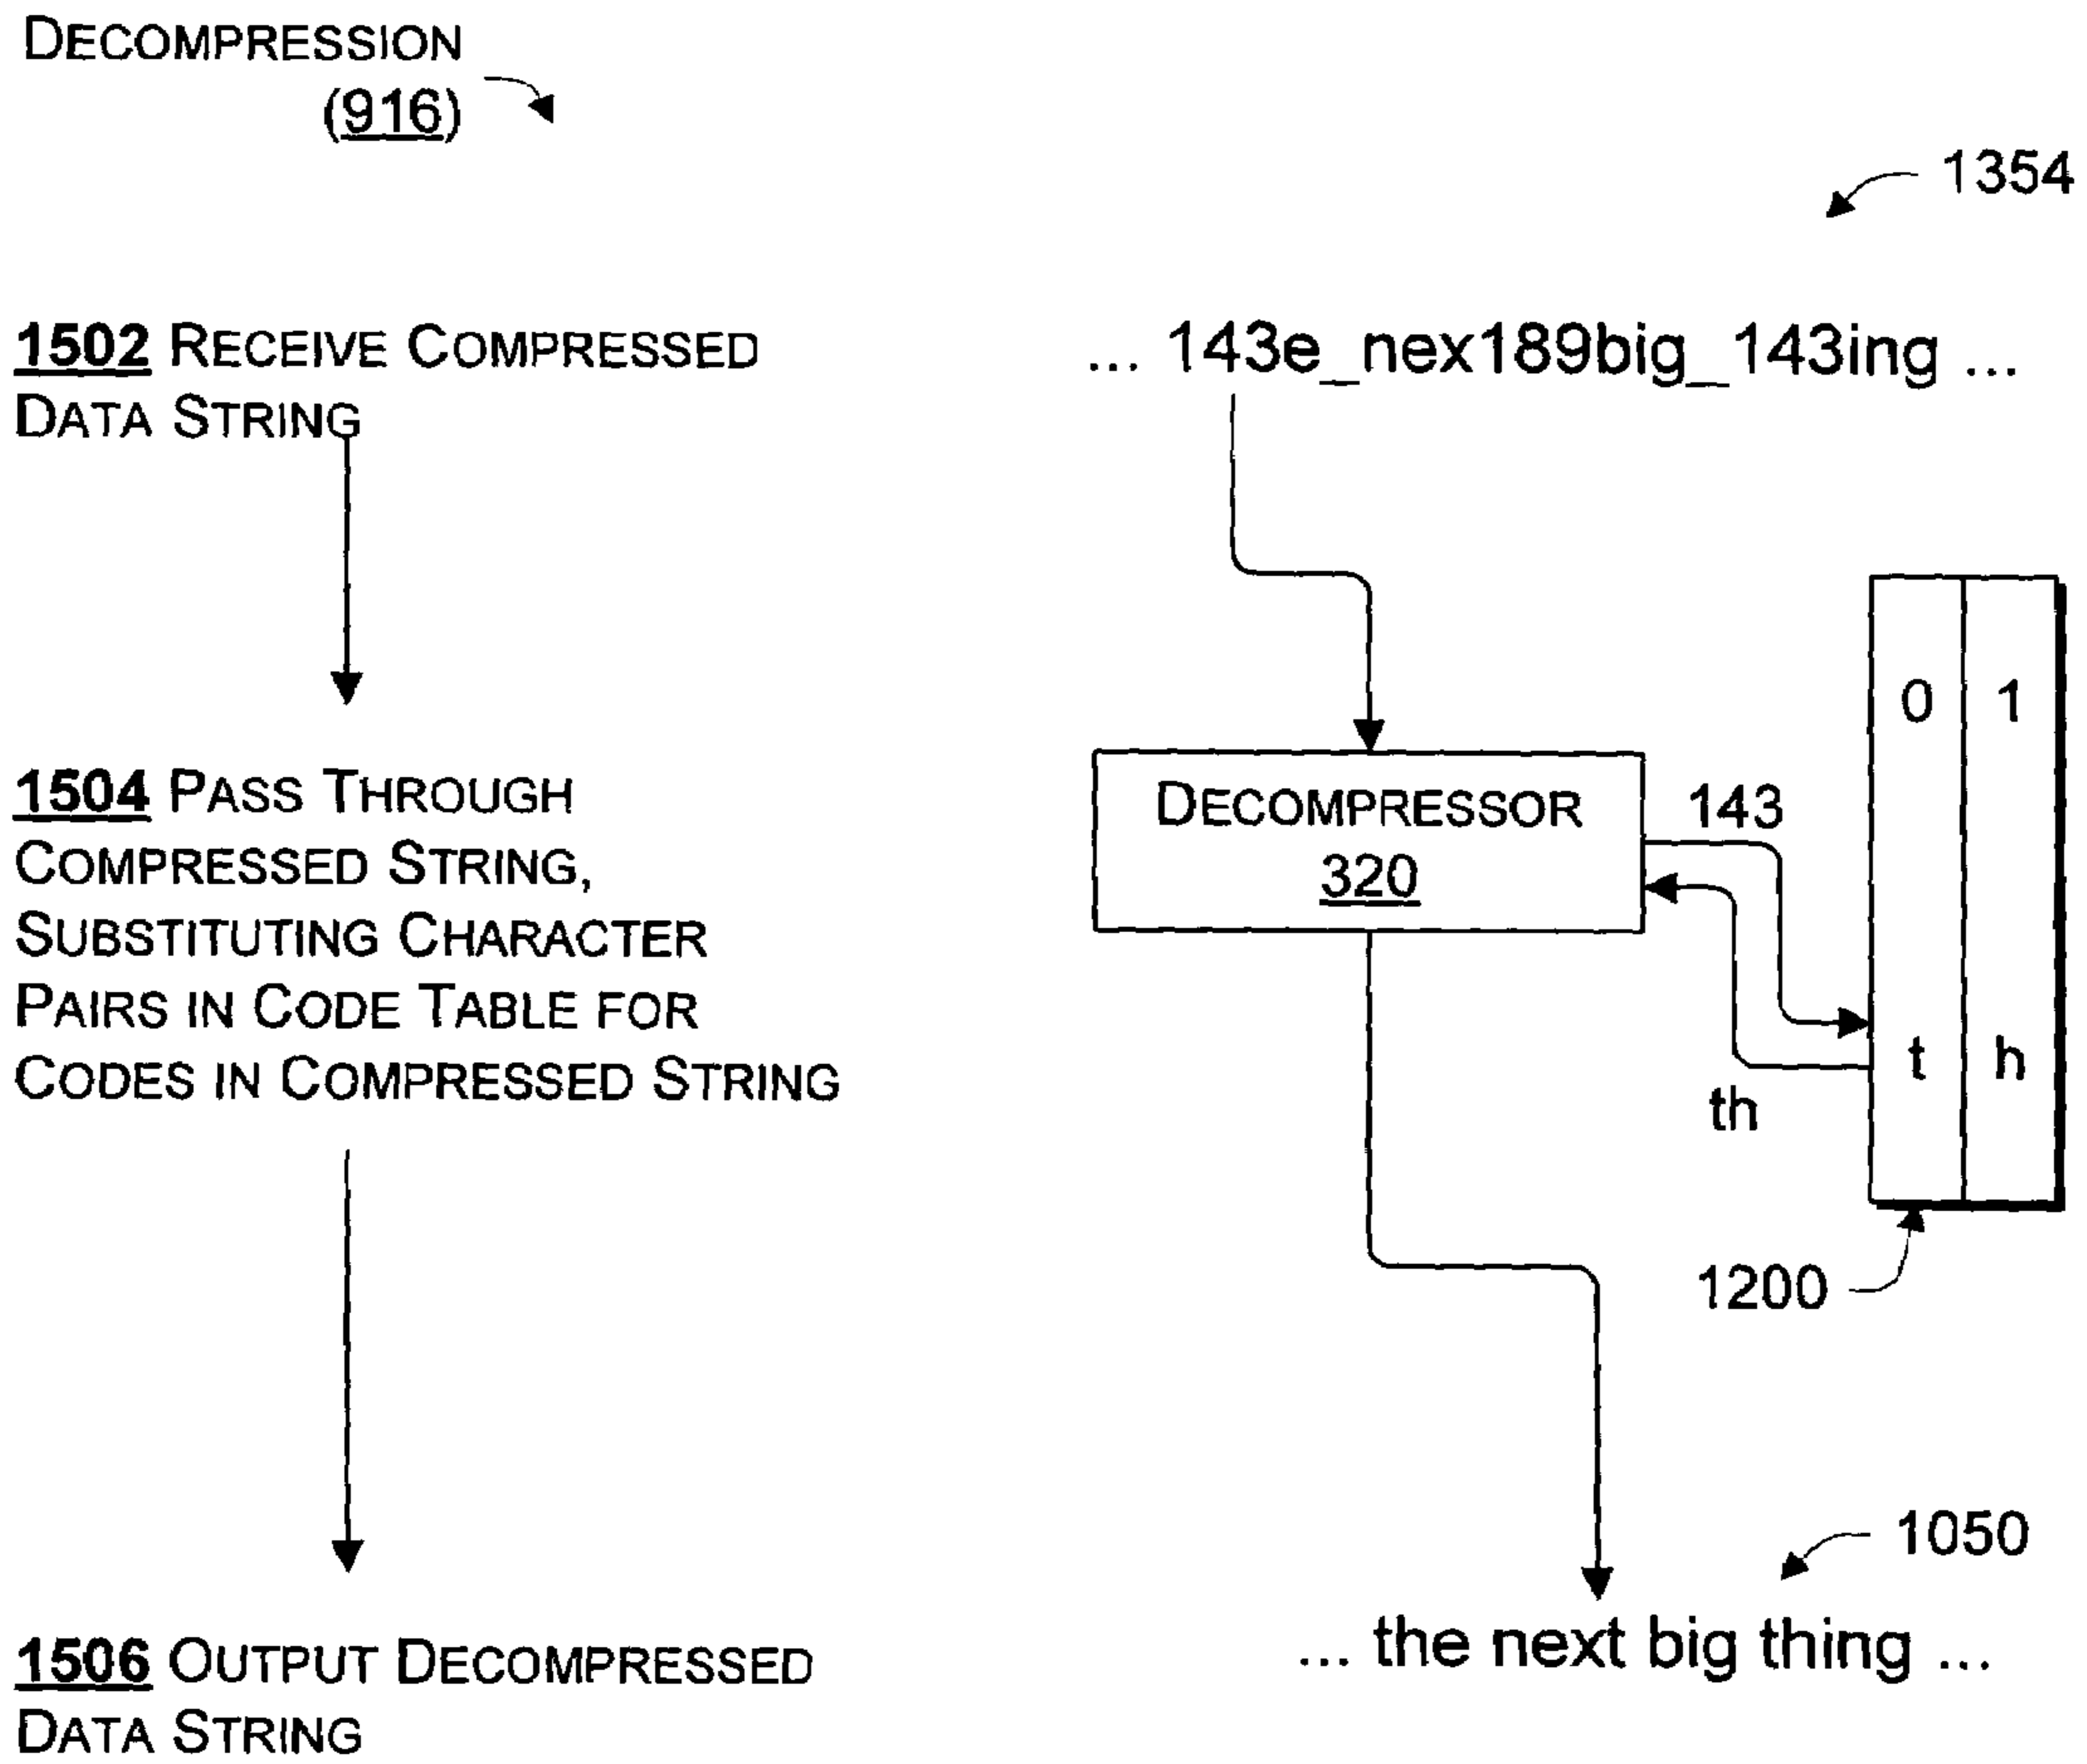 DECOMPRESSION
(916)
1354
1502 RECEIVE COMPRESSED
DATA STRING
... 143e_nex189big_143ing ...
0 1
1504 PASS THROUGH
COMPRESSED STRING,
SUBSTITUTING CHARACTER
PAIRS IN CODE TABLE FOR
CODES IN COMPRESSED STRING
DECOMPRESSOR
320
143
t h
th
1200
1050
1506 OUTPUT DECOMPRESSED
DATA STRING
... the next big thing ...